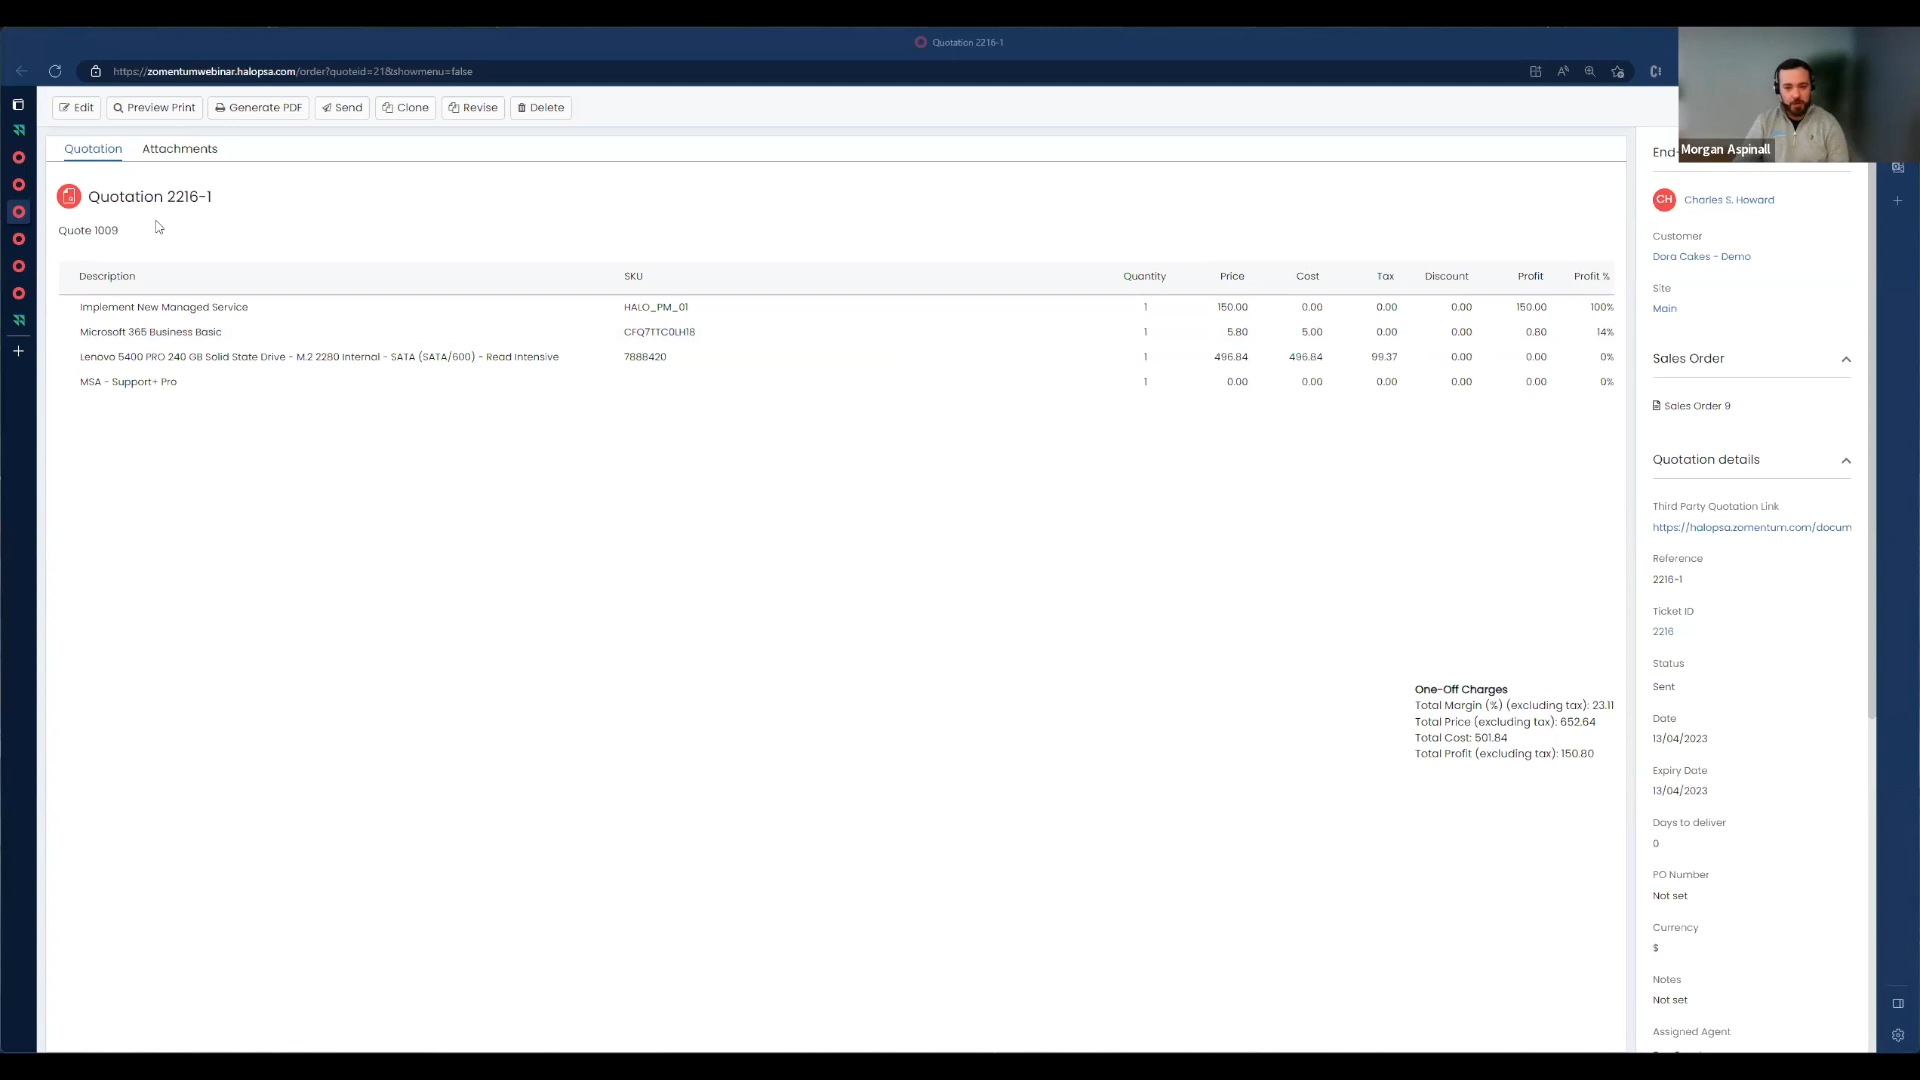 Quotation 2216-1
https://zomentumwebinar.halopsa.com/order?quoteid=218&showmenu=false
Edit Preview Print Generate PDF Send Clone Revise Delete
Morgan Aspinall
Quotation Attachments
Quotation 2216-1
Quote 1009
Description SKU Quantity Price Cost Tax Discount Profit Profit %
Implement New Managed Service HALO_PM_01 1 150.00 0.00 0.00 0.00 150.00 100%
Microsoft 365 Business Basic CFQ7TTC0LH18 1 5.80 5.00 0.00 0.00 0.80 14%
Lenovo 5400 PRO 240 GB Solid State Drive - M.2 2280 Internal - SATA (SATA/600) - Read Intensive 7888420 1 496.84 496.84 99.37 0.00 0.00 0%
MSA - Support+ Pro 1 0.00 0.00 0.00 0.00 0.00 0%
One-Off Charges
Total Margin (%) (excluding tax): 23.11
Total Price (excluding tax): 652.64
Total Cost: 501.84
Total Profit (excluding tax): 150.80
End-
CH Charles S. Howard
Customer
Dora Cakes - Demo
Site
Main
Sales Order
Sales Order 9
Quotation details
Third Party Quotation Link
https://halopsa.zomentum.com/docum
Reference
2216-1
Ticket ID
2216
Status
Sent
Date
13/04/2023
Expiry Date
13/04/2023
Days to deliver
0
PO Number
Not set
Currency
$
Notes
Not set
Assigned Agent